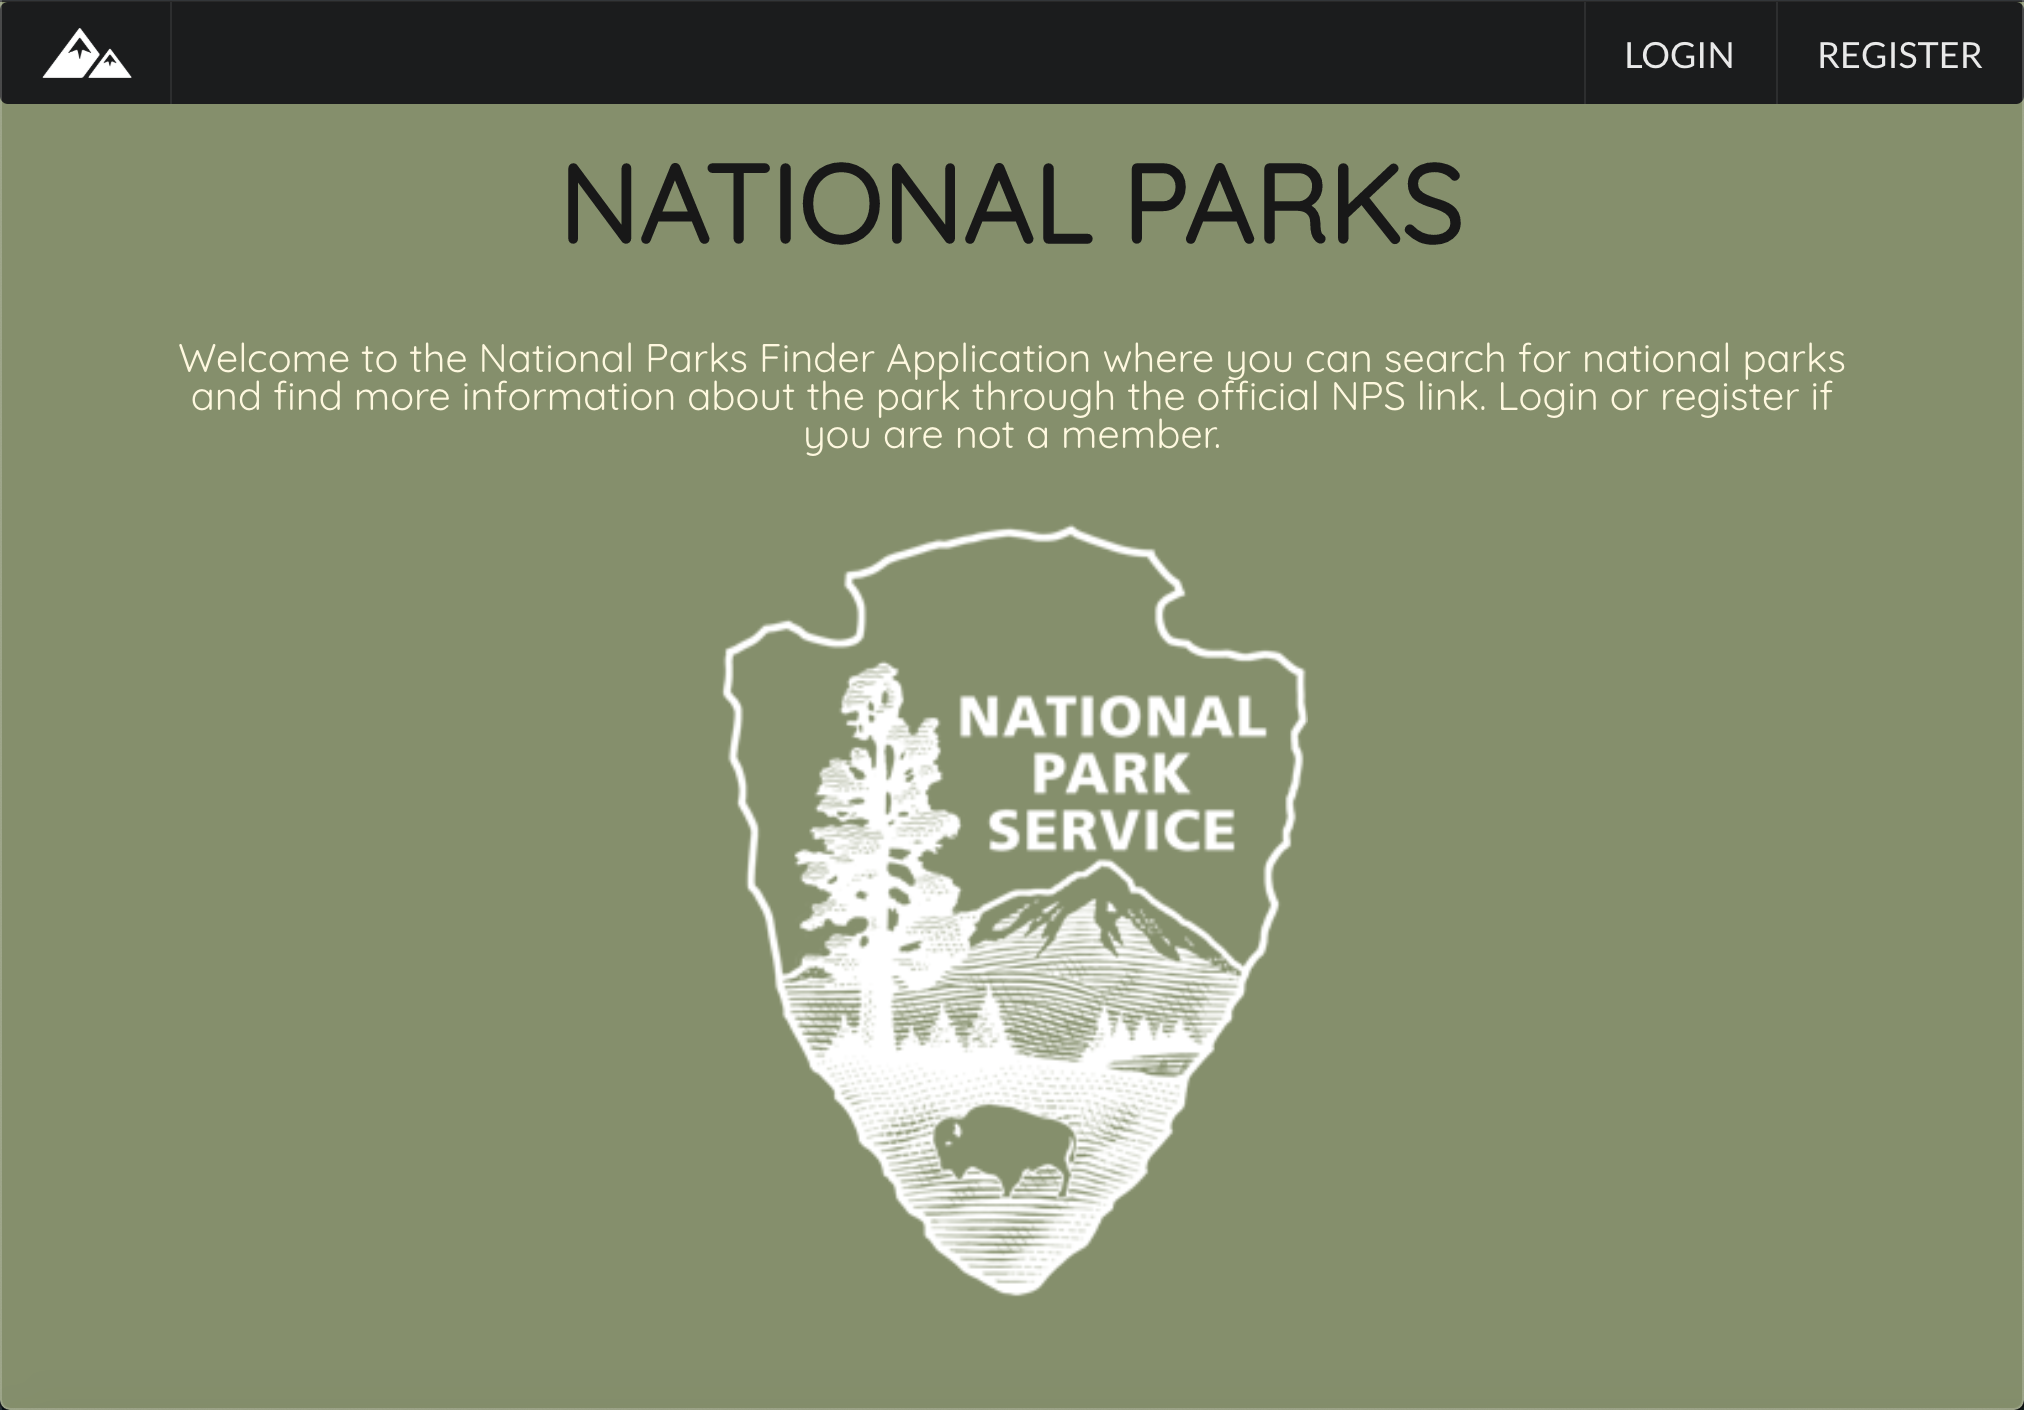 LOGIN
REGISTER
NATIONAL PARKS
Welcome to the National Parks Finder Application where you can search for national parks
and find more information about the park through the official NPS link. Login or register if
you are not a member.
NATIONAL
PARK
SERVICE